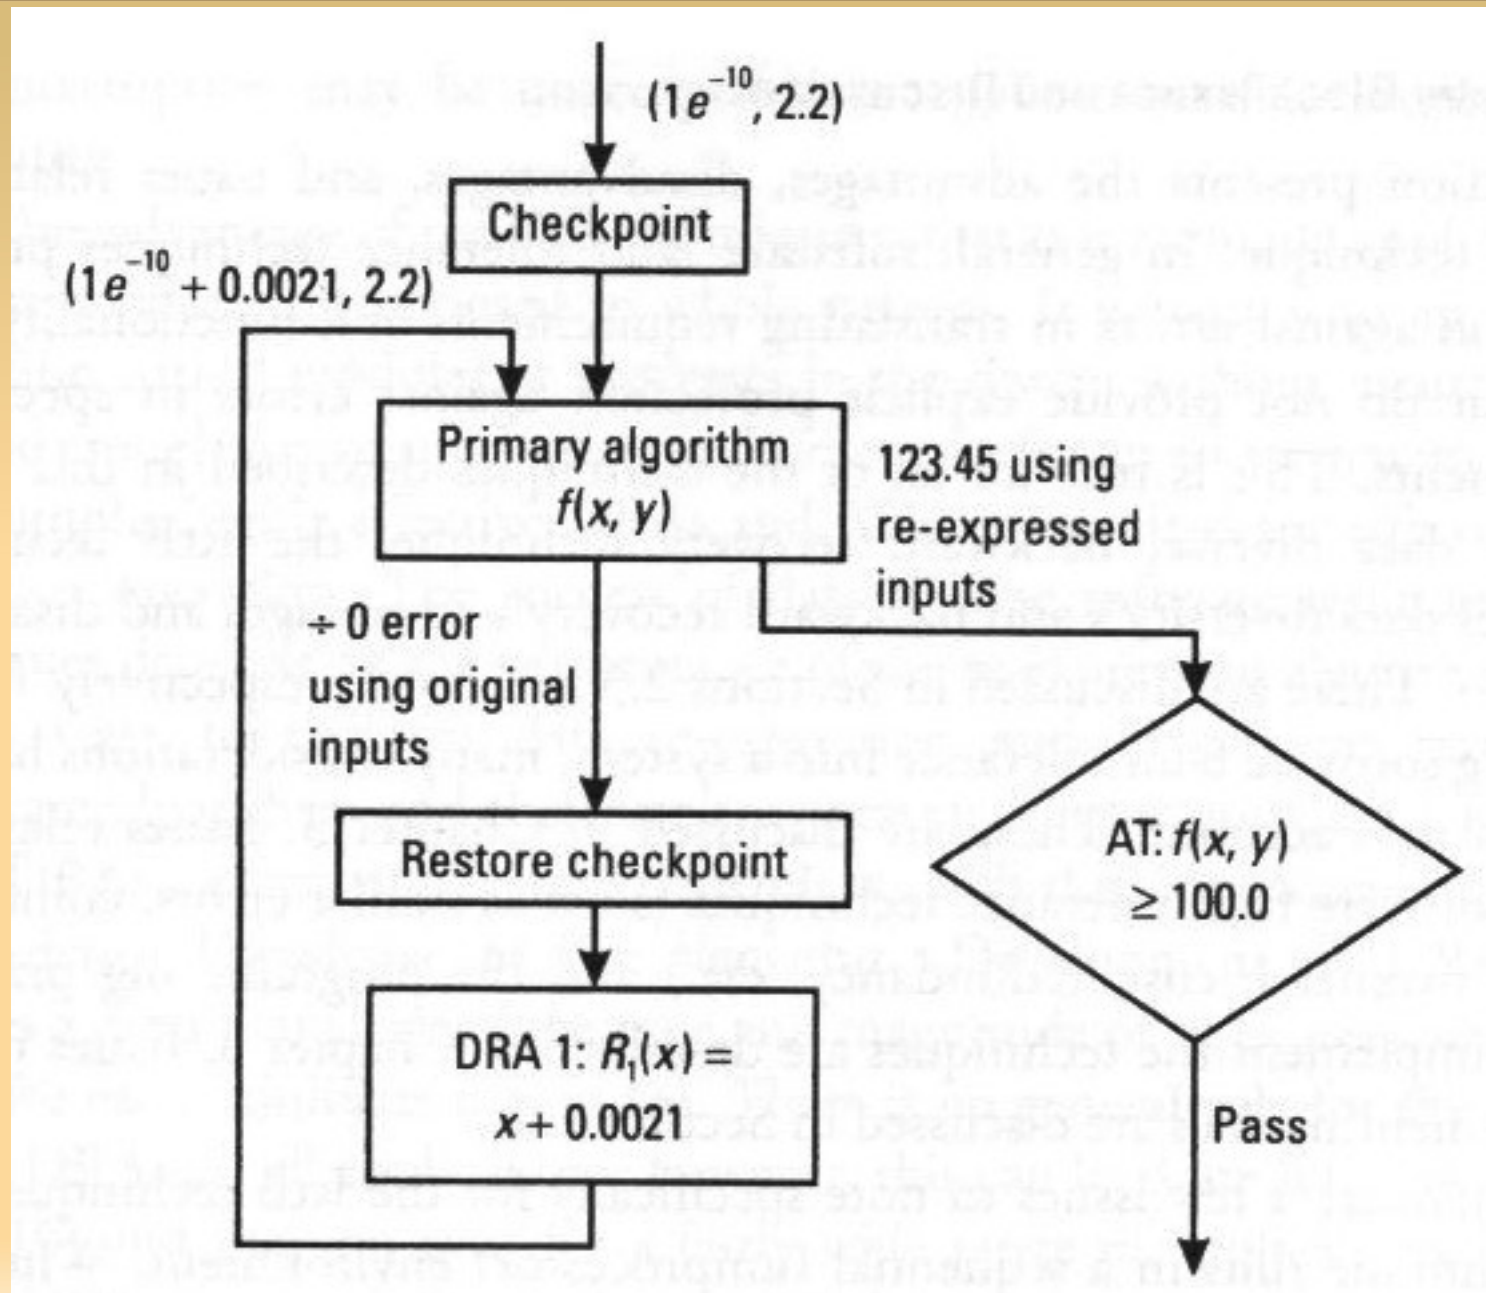 (1e⁻¹⁰, 2.2)
Checkpoint
(1e⁻¹⁰ + 0.0021, 2.2)
Primary algorithm
f(x, y)
123.45 using
re-expressed
inputs
÷ 0 error
using original
inputs
Restore checkpoint
AT: f(x, y)
≥ 100.0
DRA 1: R₁(x) =
x + 0.0021
Pass